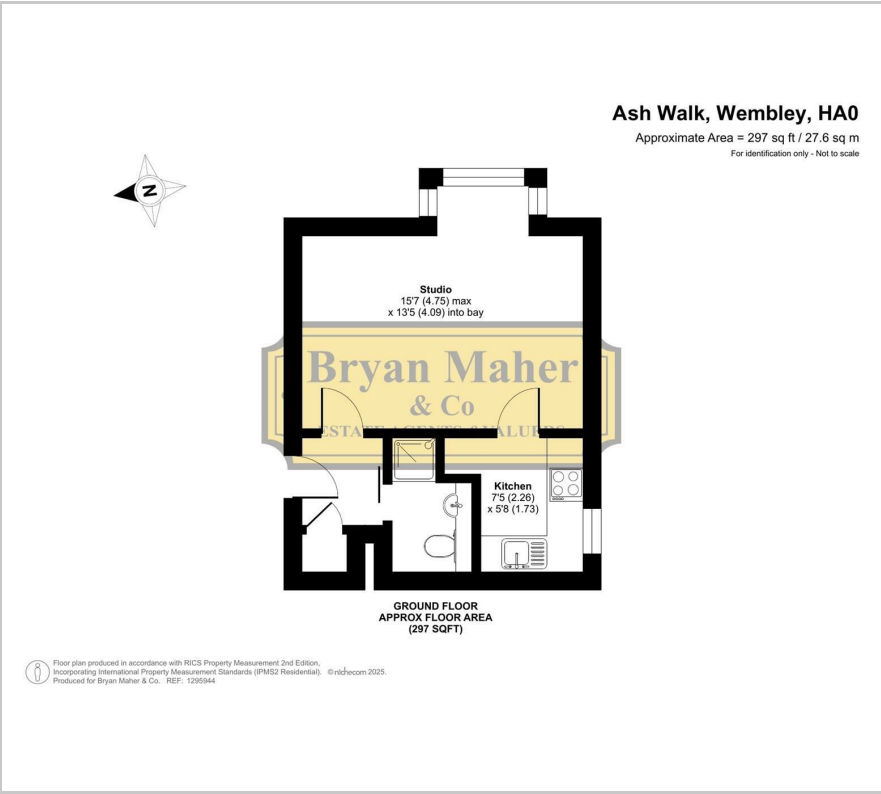 Ash Walk, Wembley, HA0
Approximate Area = 297 sq ft / 27.6 sq m
For identification only - Not to scale
N
Studio
15'7 (4.75) max
x 13'5 (4.09) into bay
Bryan Maher
& Co
ESTATE AGENTS & VALUERS
Kitchen
7'5 (2.26)
x 5'8 (1.73)
GROUND FLOOR
APPROX FLOOR AREA
(297 SQFT)
Floor plan produced in accordance with RICS Property Measurement 2nd Edition,
Incorporating International Property Measurement Standards (IPMS2 Residential). ©nichecom 2025.
Produced for Bryan Maher & Co. REF: 1295944